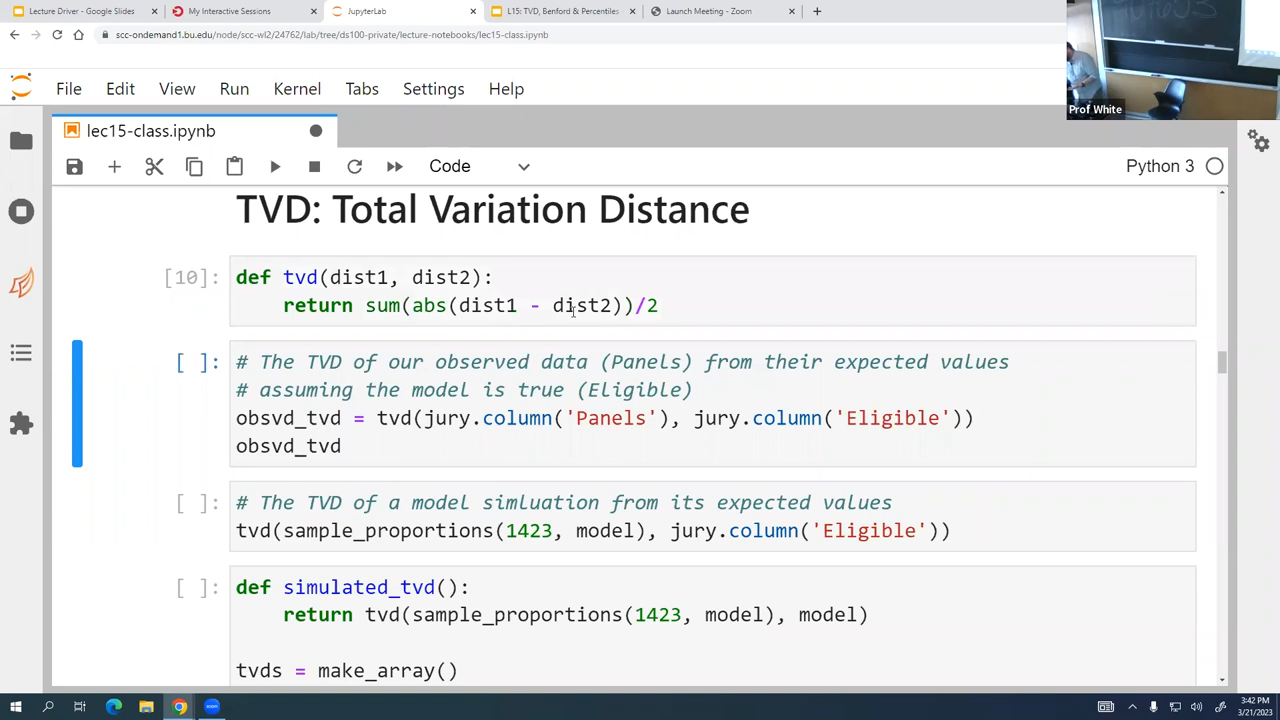 Lecture Driver - Google Slides
My Interactive Sessions
JupyterLab
L15: TVD, Benford & Percentiles
Launch Meeting - Zoom
scc-ondemand1.bu.edu/node/scc-wl2/24762/lab/tree/ds100-private/lecture-notebooks/lec15-class.ipynb
Prof White
File Edit View Run Kernel Tabs Settings Help
lec15-class.ipynb
Code
Python 3
TVD: Total Variation Distance
[10]: def tvd(dist1, dist2):
return sum(abs(dist1 - dist2))/2
[ ]: # The TVD of our observed data (Panels) from their expected values
# assuming the model is true (Eligible)
obsvd_tvd = tvd(jury.column('Panels'), jury.column('Eligible'))
obsvd_tvd
[ ]: # The TVD of a model simluation from its expected values
tvd(sample_proportions(1423, model), jury.column('Eligible'))
[ ]: def simulated_tvd():
return tvd(sample_proportions(1423, model), model)
tvds = make_array()
3:42 PM
3/21/2023